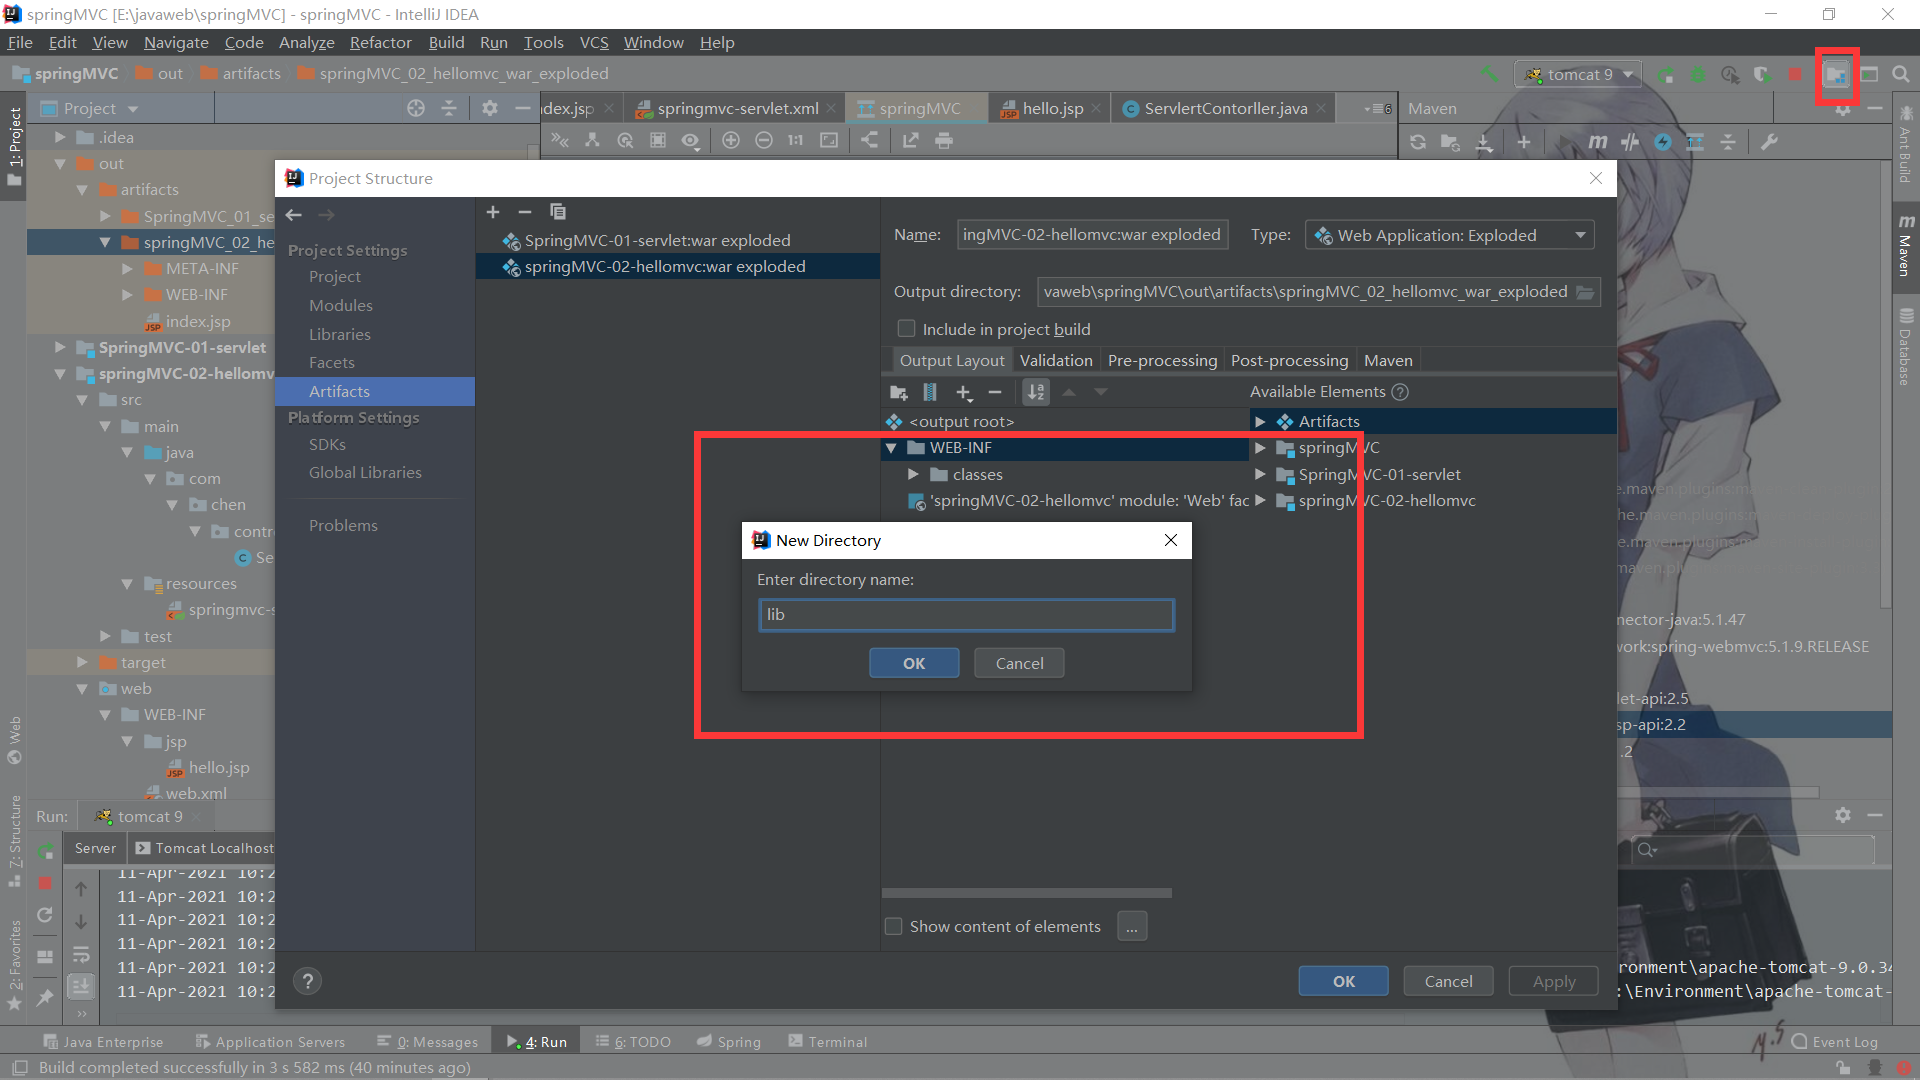 springMVC [E:\javaweb\springMVC] - springMVC - IntelliJ IDEA
File Edit View Navigate Code Analyze Refactor Build Run Tools VCS Window Help
springMVC out artifacts springMVC_02_hellomvc_war_exploded
tomcat 9
Project
ndex.jsp springmvc-servlet.xml springMVC hello.jsp ServlertContorller.java 6
Maven
1: Project
1:1
.idea
out
artifacts
SpringMVC_01_se
springMVC_02_he
META-INF
WEB-INF
index.jsp
SpringMVC-01-servlet
springMVC-02-hellomv
src
main
java
com
chen
contr
Se
resources
springmvc-s
test
target
web
WEB-INF
jsp
hello.jsp
web.xml
Project Structure
Project Settings
Project
Modules
Libraries
Facets
Artifacts
Platform Settings
SDKs
Global Libraries
Problems
SpringMVC-01-servlet:war exploded
springMVC-02-hellomvc:war exploded
Name: ingMVC-02-hellomvc:war exploded Type: Web Application: Exploded
Output directory: vaweb\springMVC\out\artifacts\springMVC_02_hellomvc_war_exploded
Include in project build
Output Layout Validation Pre-processing Post-processing Maven
Available Elements ?
<output root>
WEB-INF
classes
'springMVC-02-hellomvc' module: 'Web' fac
Artifacts
springMVC
SpringMVC-01-servlet
springMVC-02-hellomvc
New Directory
Enter directory name:
lib
OK Cancel
Show content of elements ...
? OK Cancel Apply
e.maven.plugins:m
he.maven.plugins:m
e.maven.plugins:m
maven.plugins:m
nector-java:5.1.47
work:spring-webmvc:5.1.9.RELEASE
let-api:2.5
sp-api:2.2
.2
Ant Build
Maven
Database
Web
7: Structure
2: Favorites
Run: tomcat 9
Server Tomcat Localhost
11-Apr-2021 10:2
11-Apr-2021 10:2
11-Apr-2021 10:2
11-Apr-2021 10:2
11-Apr-2021 10:2
11-Apr-2021 10:2
ronment\apache-tomcat-9.0.34
:\Environment\apache-tomcat-
Java Enterprise Application Servers 0: Messages 4: Run 6: TODO Spring Terminal Event Log
Build completed successfully in 3 s 582 ms (40 minutes ago)